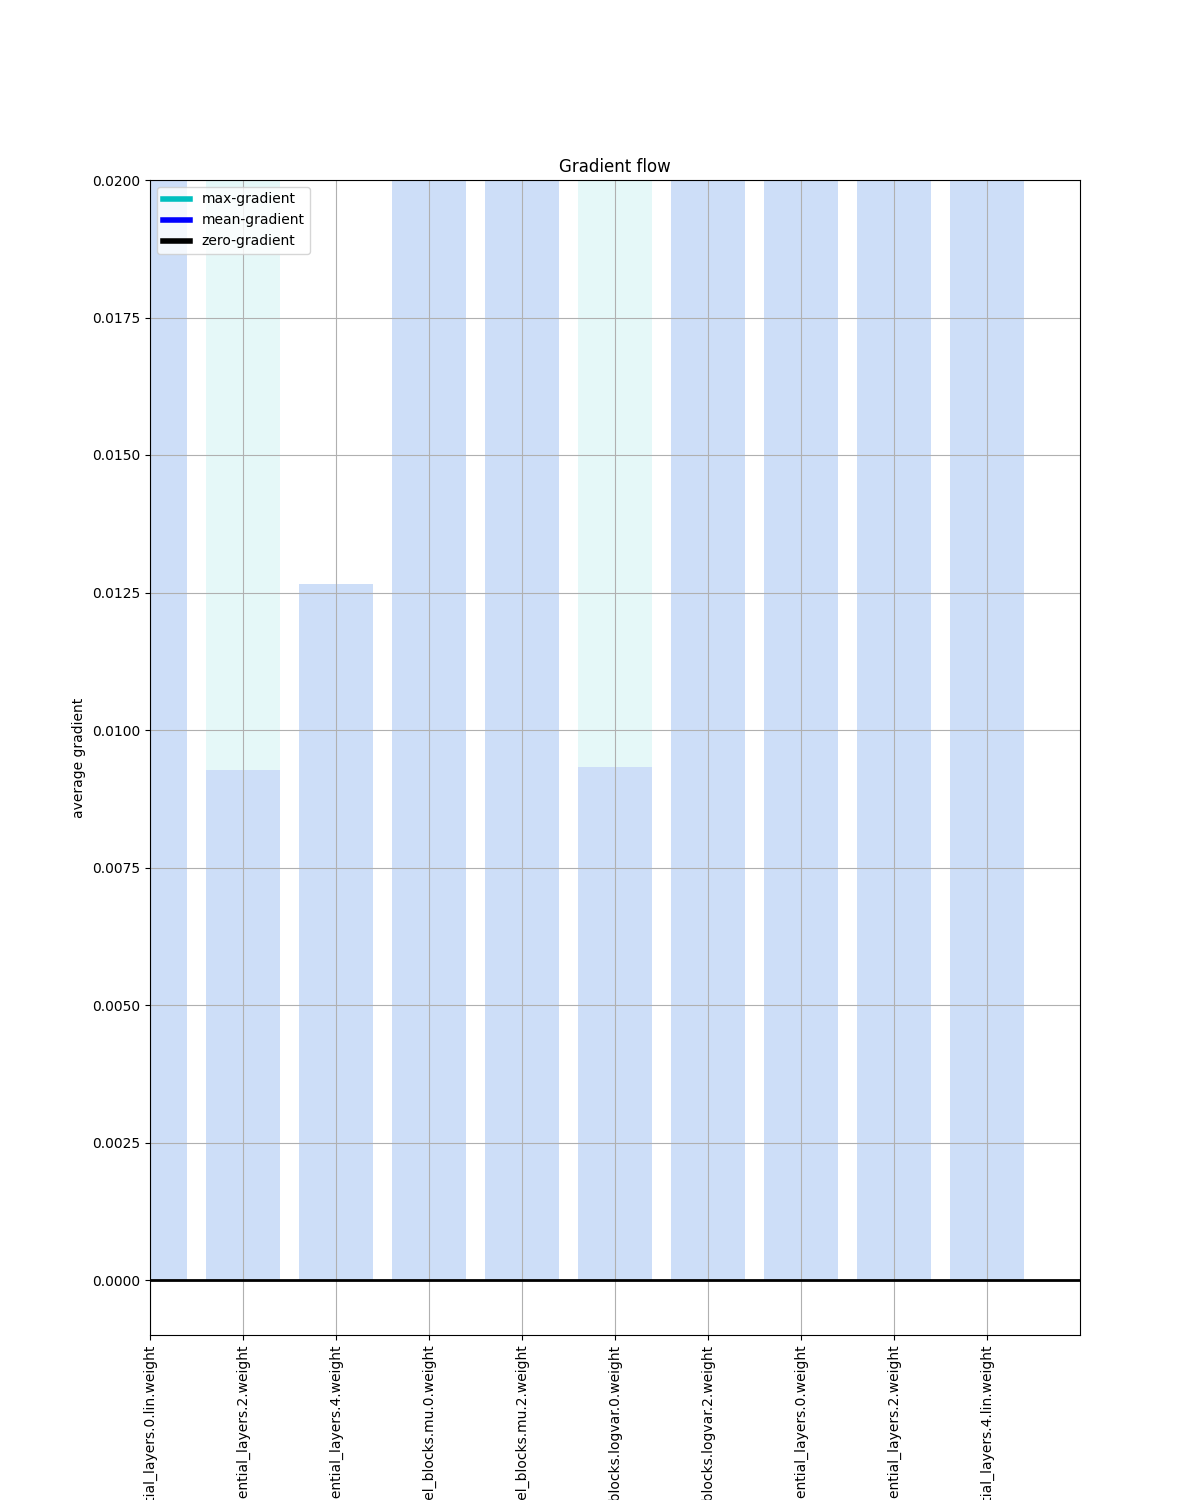 Gradient flow
max-gradient
mean-gradient
zero-gradient
0.0200
0.0175
0.0150
0.0125
0.0100
0.0075
0.0050
0.0025
0.0000
average gradient
tial_layers.0.lin.weight
ential_layers.2.weight
ential_layers.4.weight
el_blocks.mu.0.weight
el_blocks.mu.2.weight
blocks.logvar.0.weight
blocks.logvar.2.weight
ential_layers.0.weight
ential_layers.2.weight
tial_layers.4.lin.weight